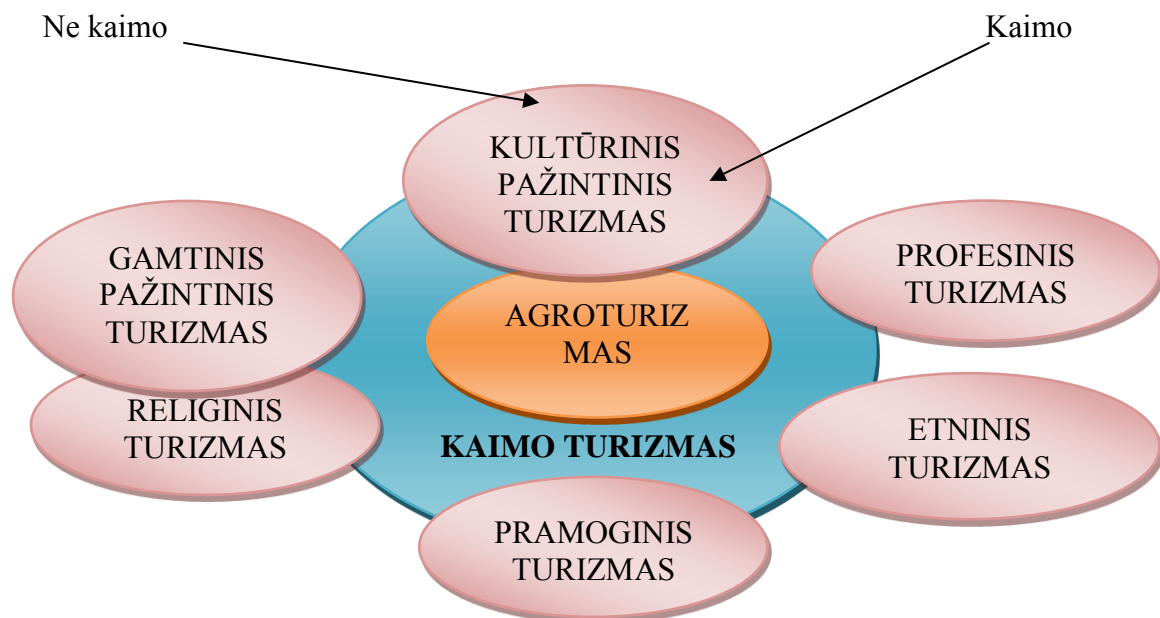 Ne kaimo
Kaimo
KULTŪRINIS
PAŽINTINIS
TURIZMAS
GAMTINIS
PAŽINTINIS
TURIZMAS
PROFESINIS
TURIZMAS
AGROTURIZ
MAS
RELIGINIS
TURIZMAS
KAIMO TURIZMAS
ETNINIS
TURIZMAS
PRAMOGINIS
TURIZMAS